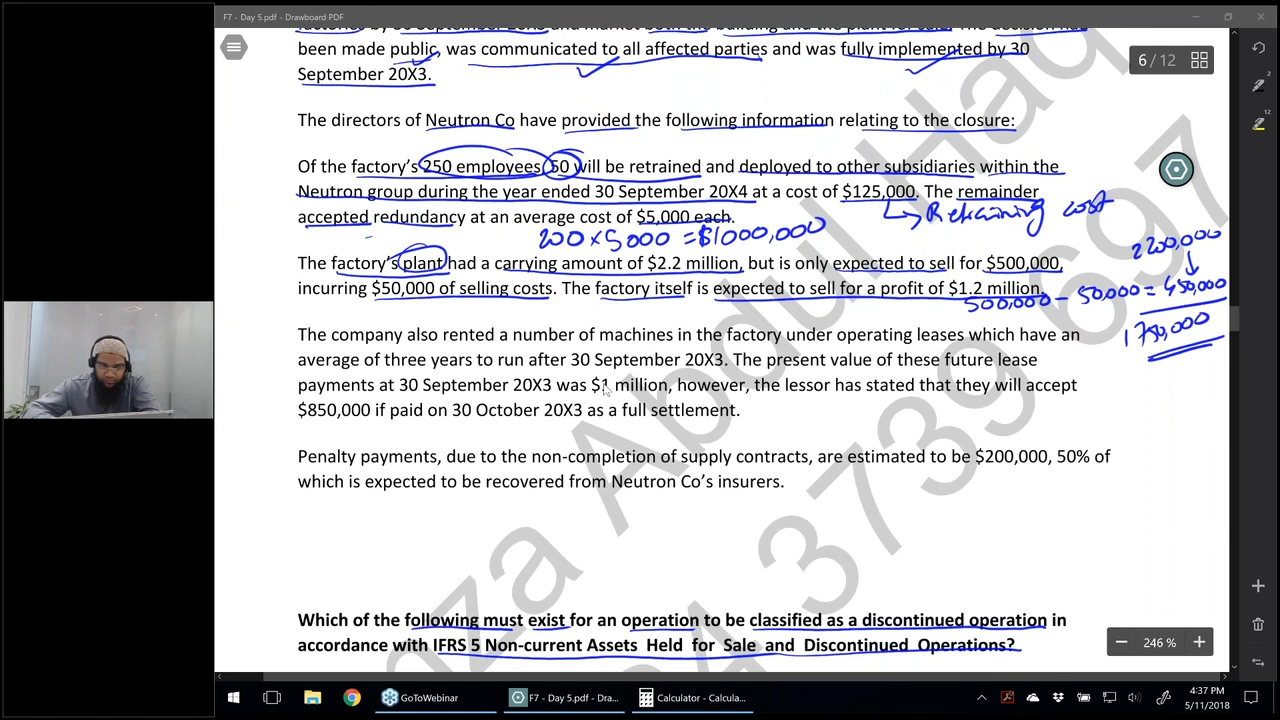 F7 - Day 5.pdf - Drawboard PDF
been made public, was communicated to all affected parties and was fully implemented by 30
September 20X3.
6 / 12
The directors of Neutron Co have provided the following information relating to the closure:
Of the factory's 250 employees, 50 will be retrained and deployed to other subsidiaries within the
Neutron group during the year ended 30 September 20X4 at a cost of $125,000. The remainder
accepted redundancy at an average cost of $5,000 each.
Retraining cost
200 x 5000 = $1000,000
The factory's plant had a carrying amount of $2.2 million, but is only expected to sell for $500,000,
incurring $50,000 of selling costs. The factory itself is expected to sell for a profit of $1.2 million.
2200,000
500,000 - 50,000 = 450,000
1750,000
The company also rented a number of machines in the factory under operating leases which have an
average of three years to run after 30 September 20X3. The present value of these future lease
payments at 30 September 20X3 was $1 million, however, the lessor has stated that they will accept
$850,000 if paid on 30 October 20X3 as a full settlement.
Penalty payments, due to the non-completion of supply contracts, are estimated to be $200,000, 50% of
which is expected to be recovered from Neutron Co's insurers.
Which of the following must exist for an operation to be classified as a discontinued operation in
accordance with IFRS 5 Non-current Assets Held for Sale and Discontinued Operations?
za Abdul Haq
3739 697
246 %
GoToWebinar
F7 - Day 5.pdf - Dra...
Calculator - Calcula...
4:37 PM
5/11/2018
2
12